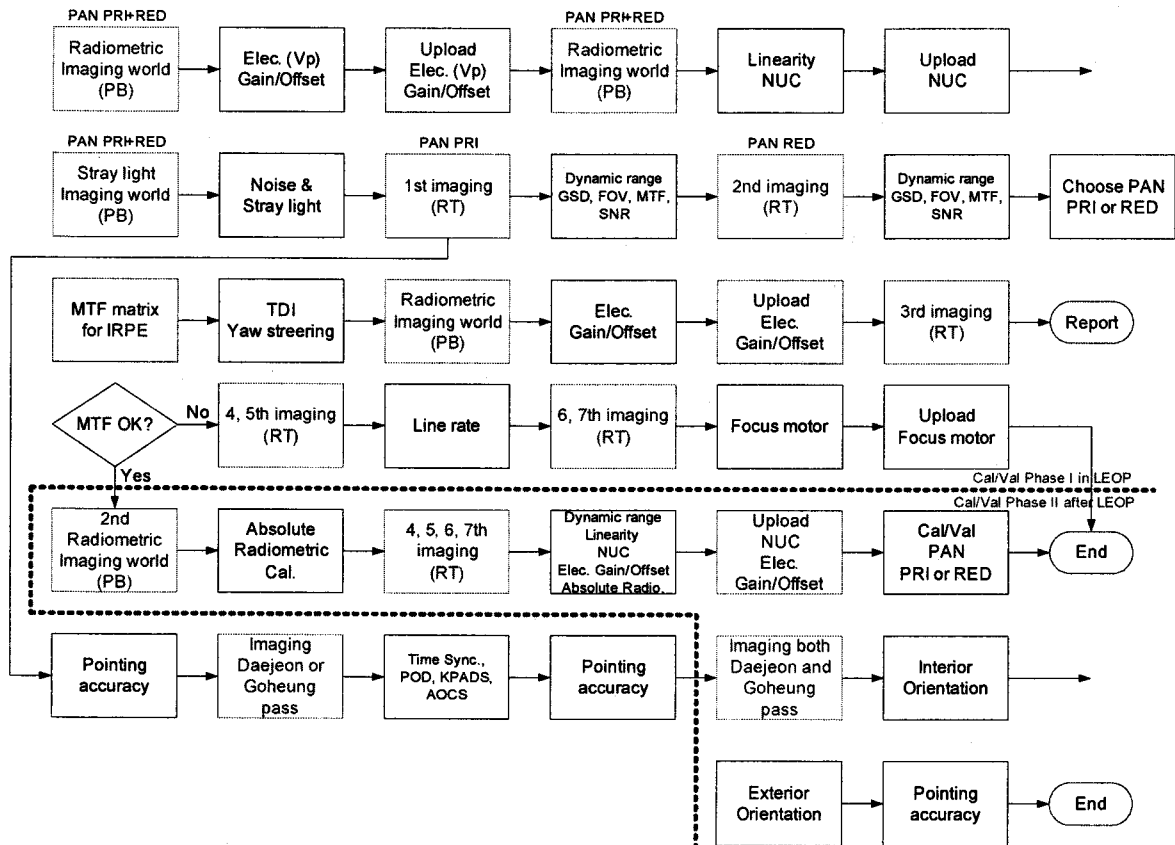 PAN PRI+RED
Radiometric
Imaging world
(PB)
Elec. (Vp)
Gain/Offset
Upload
Elec. (Vp)
Gain/Offset
PAN PRI+RED
Radiometric
Imaging world
(PB)
Linearity
NUC
Upload
NUC
PAN PRI+RED
Stray light
Imaging world
(PB)
Noise &
Stray light
PAN PRI
1st imaging
(RT)
Dynamic range
GSD, FOV, MTF,
SNR
PAN RED
2nd imaging
(RT)
Dynamic range
GSD, FOV, MTF,
SNR
Choose PAN
PRI or RED
MTF matrix
for IRPE
TDI
Yaw streering
Radiometric
Imaging world
(PB)
Elec.
Gain/Offset
Upload
Elec.
Gain/Offset
3rd imaging
(RT)
Report
MTF OK?
No
Yes
4, 5th imaging
(RT)
Line rate
6, 7th imaging
(RT)
Focus motor
Upload
Focus motor
Cal/Val Phase I in LEOP
Cal/Val Phase II after LEOP
2nd
Radiometric
Imaging world
(PB)
Absolute
Radiometric
Cal.
4, 5, 6, 7th
imaging
(RT)
Dynamic range
Linearity
NUC
Elec. Gain/Offset
Absolute Radio.
Upload
NUC
Elec.
Gain/Offset
Cal/Val
PAN
PRI or RED
End
Pointing
accuracy
Imaging
Daejeon or
Goheung
pass
Time Sync.,
POD, KPADS,
AOCS
Pointing
accuracy
Imaging both
Daejeon and
Goheung
pass
Interior
Orientation
Exterior
Orientation
Pointing
accuracy
End